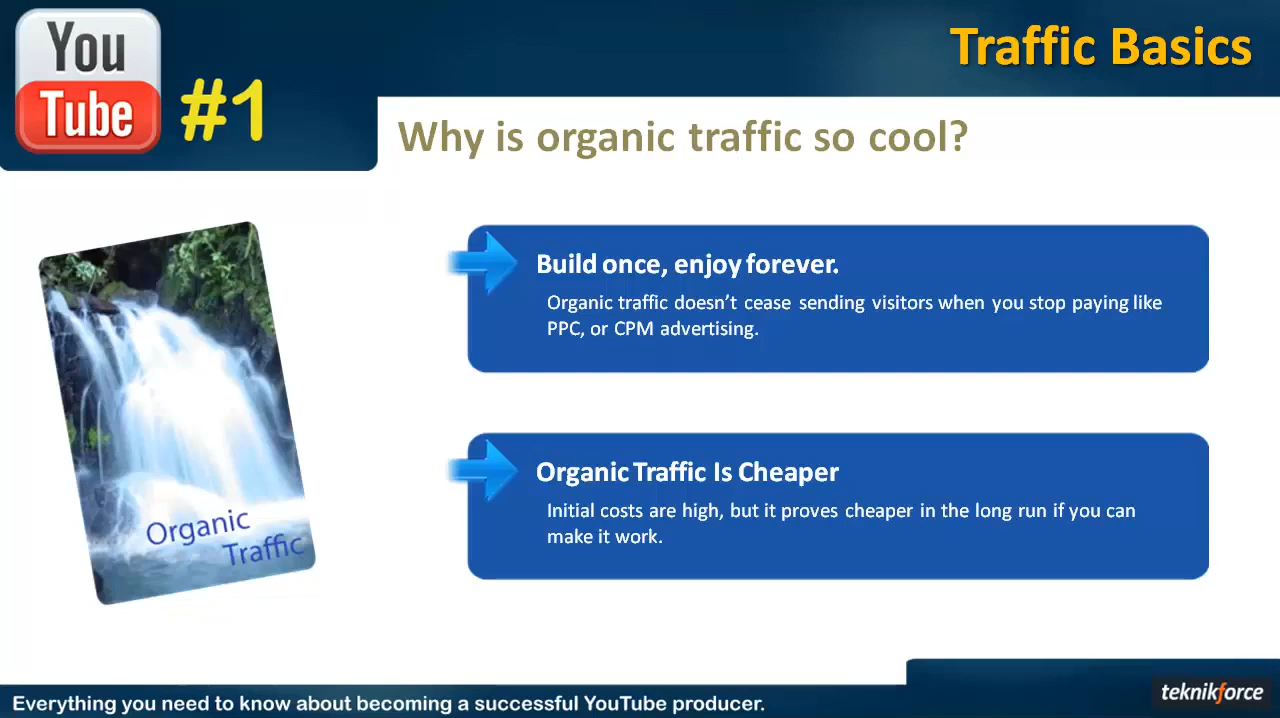 You
Tube
#1
Traffic Basics
Why is organic traffic so cool?
Organic
Traffic
Build once, enjoy forever.
Organic traffic doesn’t cease sending visitors when you stop paying like
PPC, or CPM advertising.
Organic Traffic Is Cheaper
Initial costs are high, but it proves cheaper in the long run if you can
make it work.
Everything you need to know about becoming a successful YouTube producer.
teknikforce